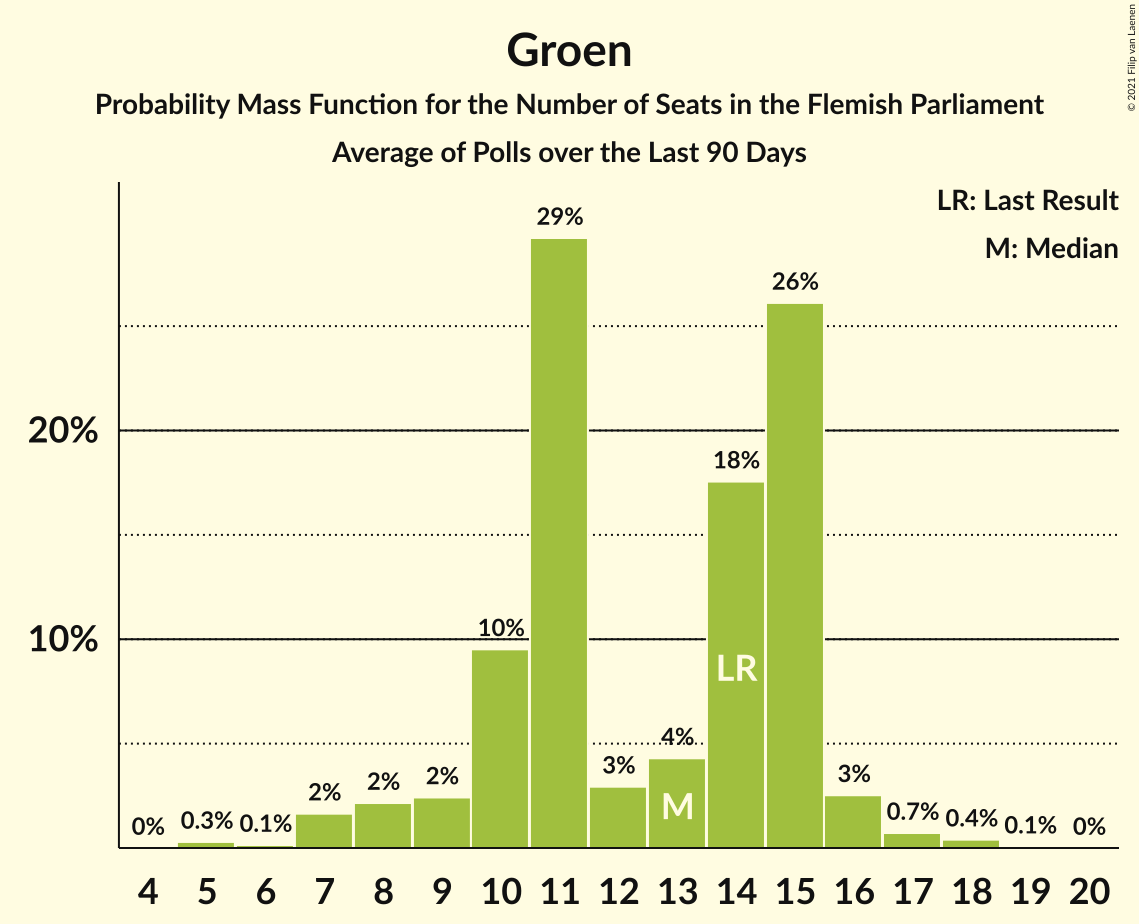 Groen
Probability Mass Function for the Number of Seats in the Flemish Parliament
Average of Polls over the Last 90 Days
© 2021 Filip van Laenen
LR: Last Result
M: Median
29%
26%
20%
18%
10%
10%
LR
4%
3%
3%
2%
2%
2%
M
0.7%
0.4%
0.3%
0.1%
0.1%
0%
0%
4 5 6 7 8 9 10 11 12 13 14 15 16 17 18 19 20